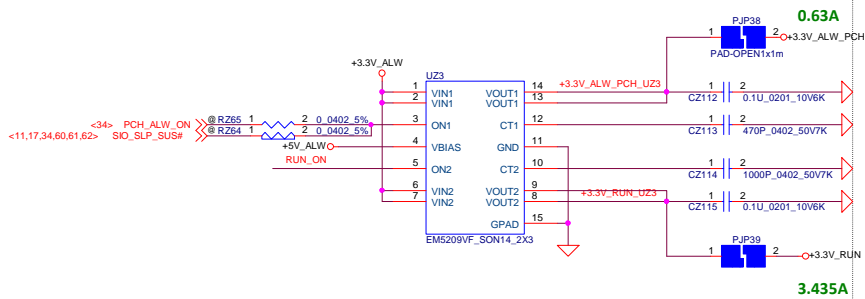 0.63A
PJP38
1 2 +3.3V_ALW_PCH
PAD-OPEN1x1m
+3.3V_ALW
UZ3
1 VIN1 VOUT1 14 +3.3V_ALW_PCH_UZ3 1 2
2 VIN1 VOUT1 13 CZ112 0.1U_0201_10V6K
<34> PCH_ALW_ON @ RZ65 1 2 0_0402_5%
3 ON1 CT1 12 1 2
<11,17,34,60,61,62> SIO_SLP_SUS# @ RZ64 1 2 0_0402_5%
CZ113 470P_0402_50V7K
+5V_ALW 4 VBIAS GND 11
RUN_ON 5 ON2 CT2 10 1 2
CZ114 1000P_0402_50V7K
6 VIN2 VOUT2 9 +3.3V_RUN_UZ3 1 2
7 VIN2 VOUT2 8 CZ115 0.1U_0201_10V6K
GPAD 15
EM5209VF_SON14_2X3
PJP39
1 2 +3.3V_RUN
3.435A